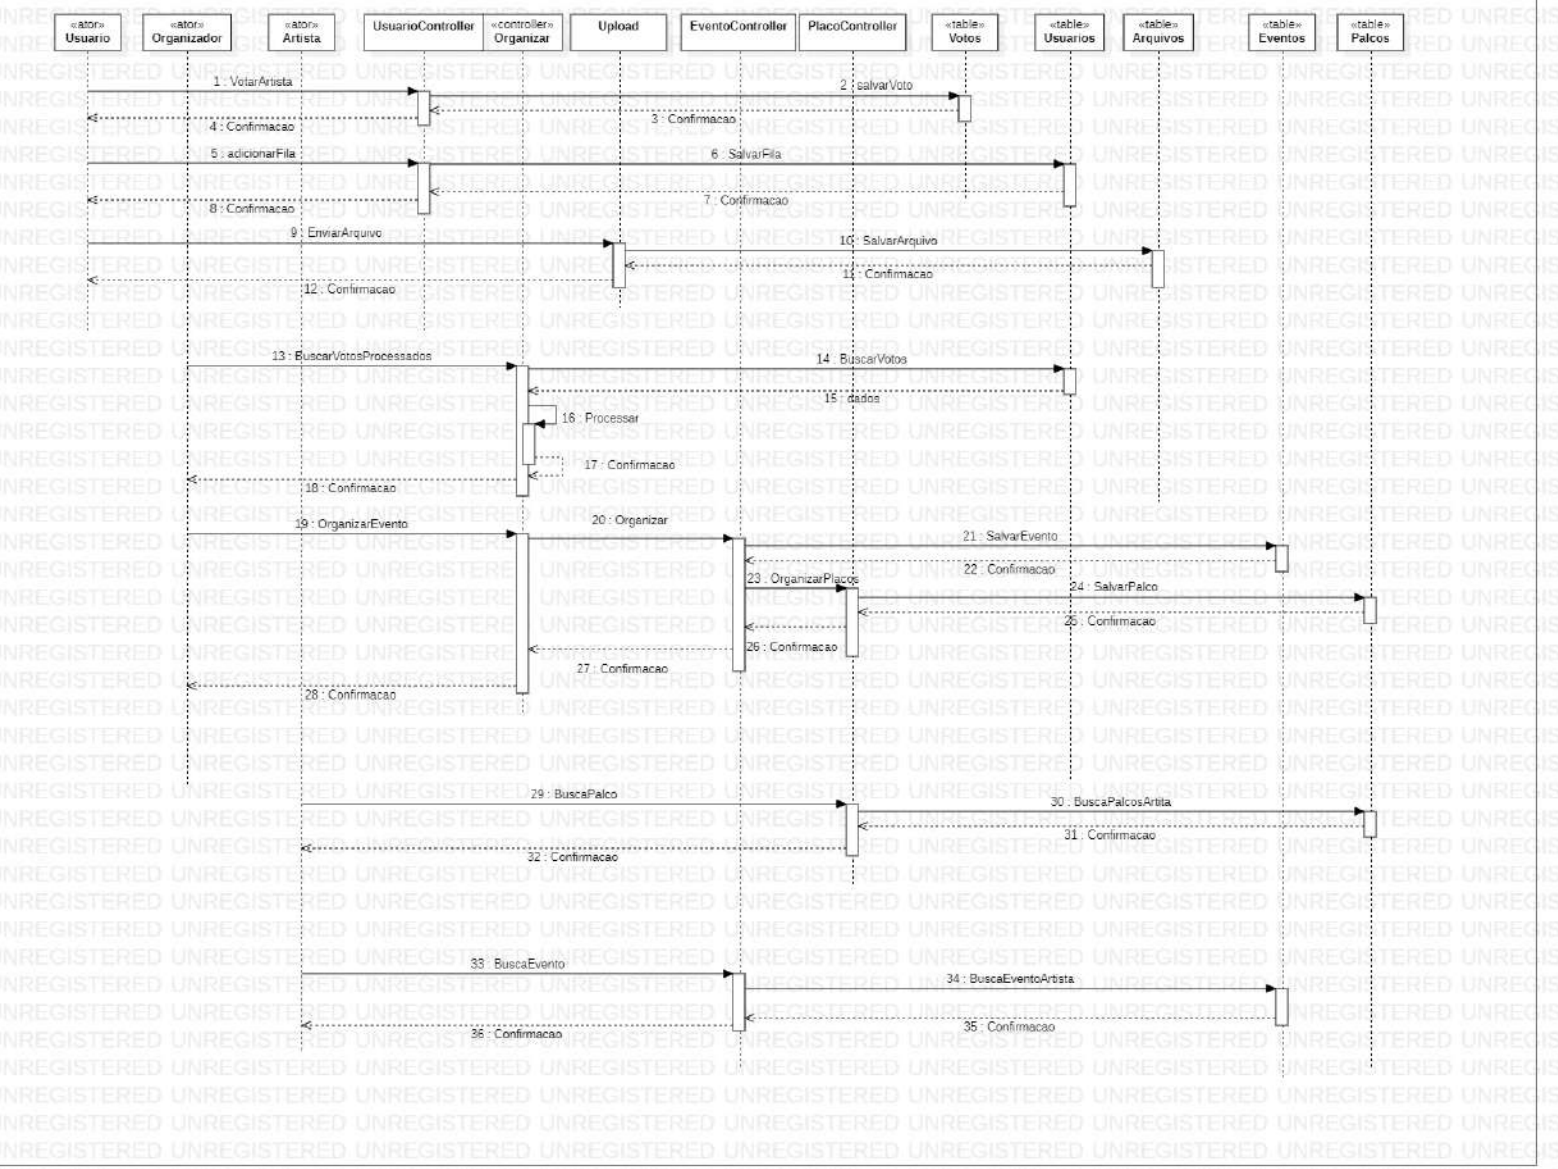 «ator»
Usuario
«ator»
Organizador
«ator»
Artista
UsuarioController
«controller»
Organizar
Upload
EventoController
PlacoController
«table»
Votos
«table»
Usuarios
«table»
Arquivos
«table»
Eventos
«table»
Palcos
1 : VotarArtista
2 : salvarVoto
3 : Confirmacao
4 : Confirmacao
5 : adicionarFila
6 : SalvarFila
7 : Confirmacao
8 : Confirmacao
9 : EnviarArquivo
10 : SalvarArquivo
11 : Confirmacao
12 : Confirmacao
13 : BuscarVotosProcessados
14 : BuscarVotos
15 : dados
16 : Processar
17 : Confirmacao
18 : Confirmacao
19 : OrganizarEvento
20 : Organizar
21 : SalvarEvento
22 : Confirmacao
23 : OrganizarPlacos
24 : SalvarPalco
25 : Confirmacao
26 : Confirmacao
27 : Confirmacao
28 : Confirmacao
29 : BuscaPalco
30 : BuscaPalcosArtita
31 : Confirmacao
32 : Confirmacao
33 : BuscaEvento
34 : BuscaEventoArtista
35 : Confirmacao
36 : Confirmacao
UNREGISTERED